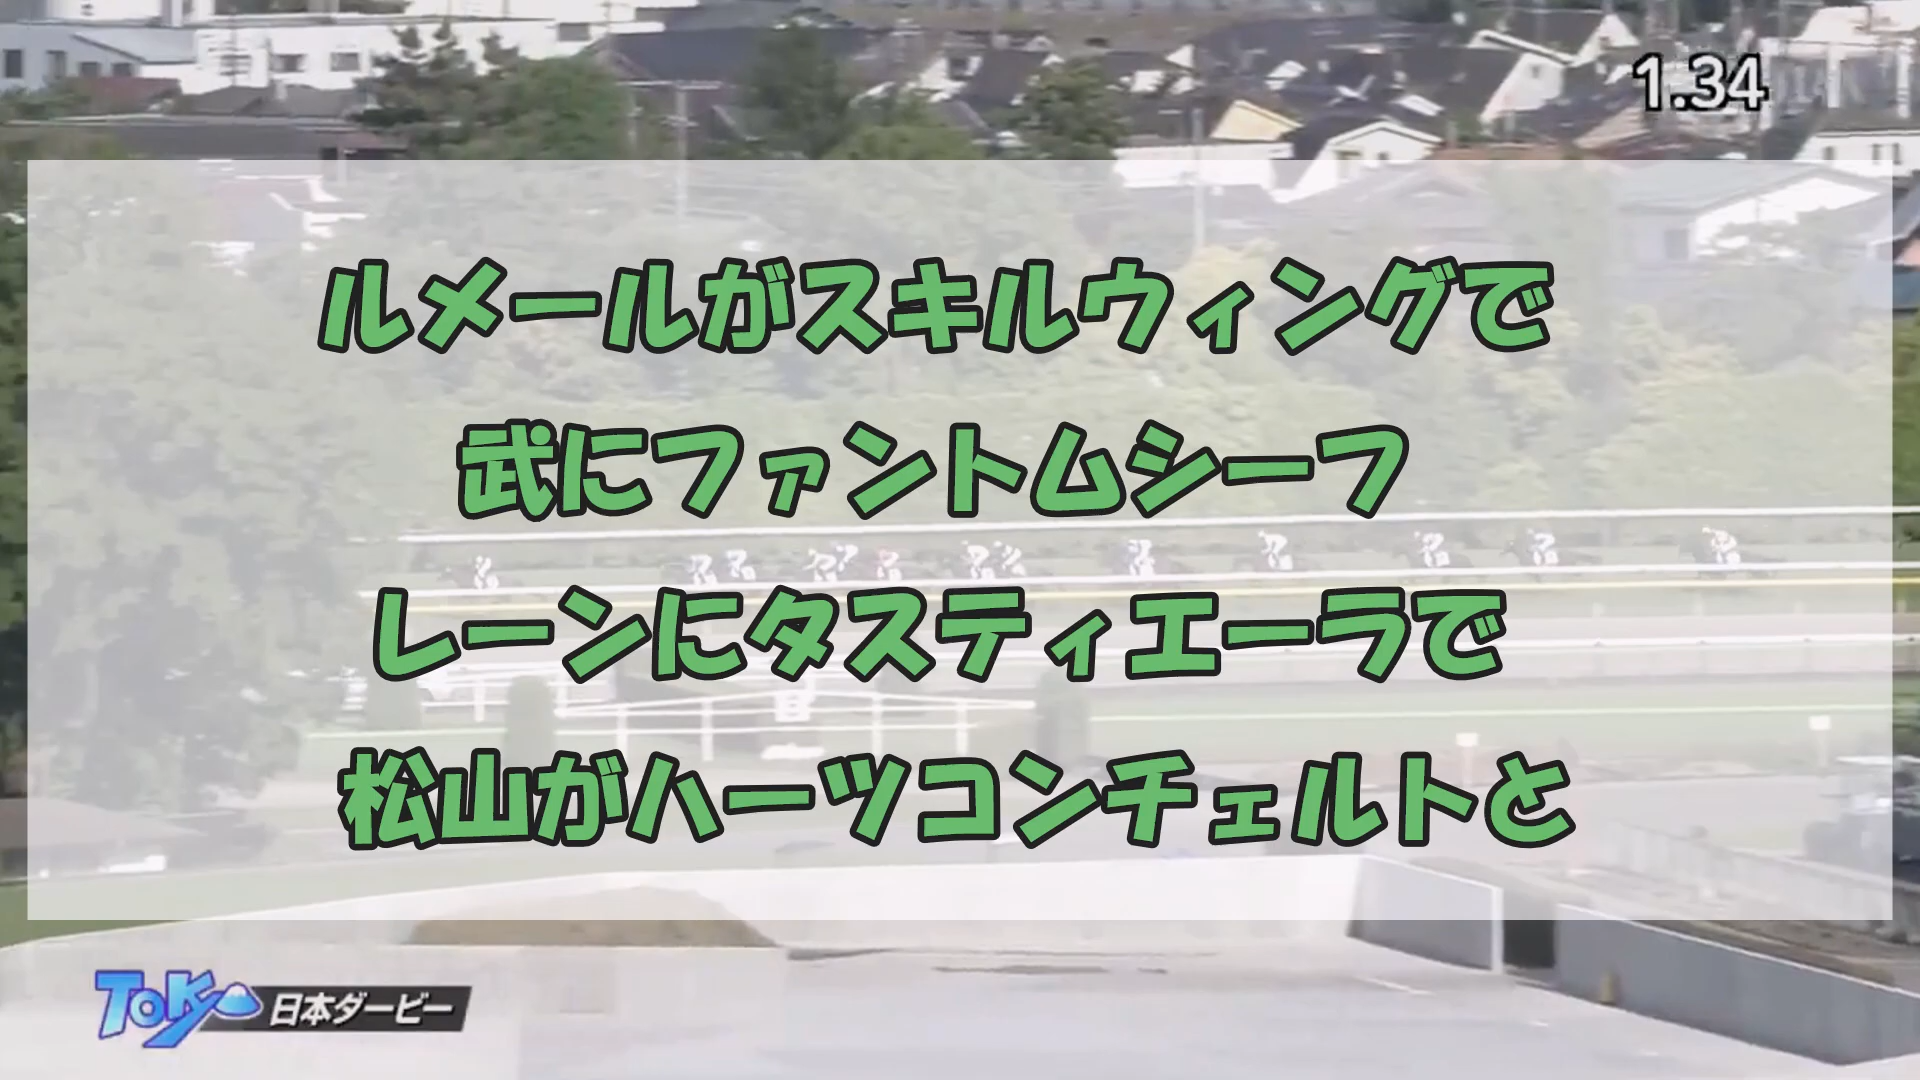 1.34
ルメールがスキルウィングで
武にファントムシーフ
レーンにタスティエーラで
松山がハーツコンチェルトと
TOKYO 日本ダービー